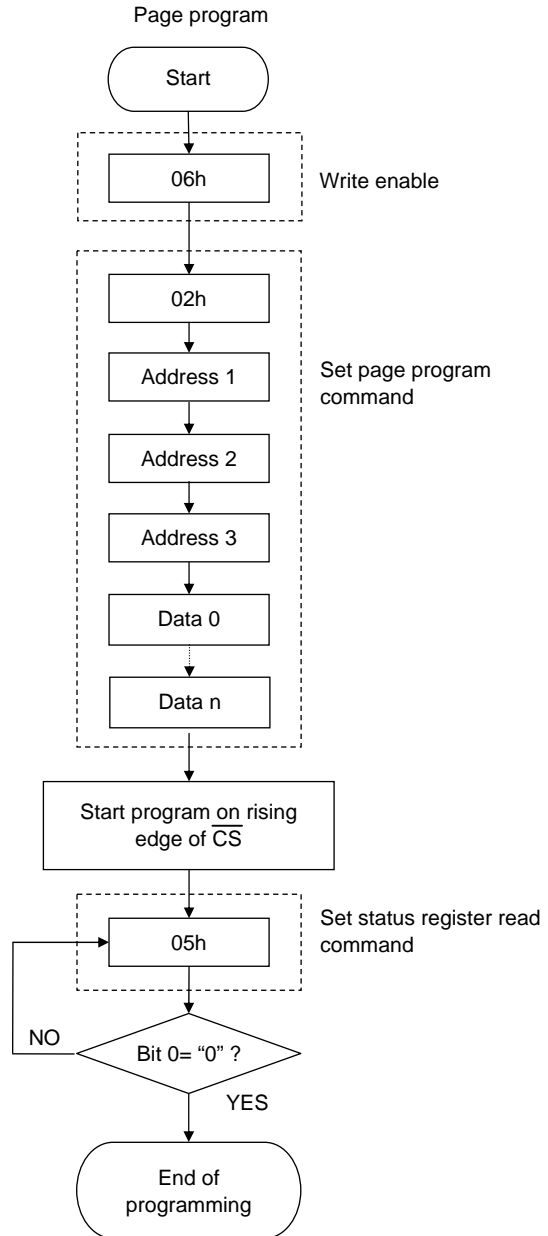 Page program
Start
06h
Write enable
02h
Address 1
Set page program
command
Address 2
Address 3
Data 0
Data n
Start program on rising
edge of C̅S̅
Set status register read
command
05h
NO
Bit 0= “0” ?
YES
End of
programming